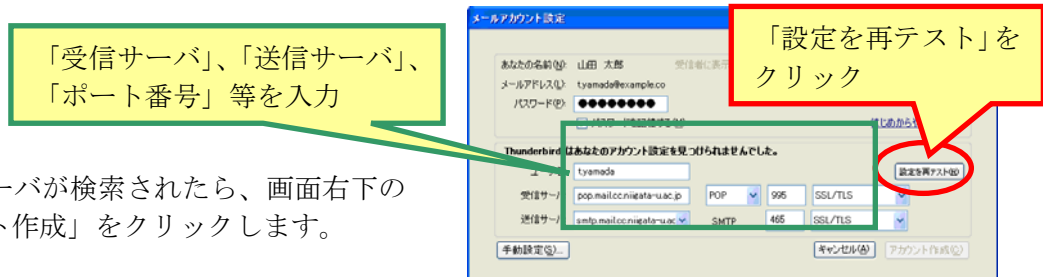 「受信サーバ」、「送信サーバ」、
「ポート番号」等を入力
「設定を再テスト」を
クリック
ーバが検索されたら、画面右下の
ト作成」をクリックします。
メールアカウント設定
あなたの名前(N): 山田 太郎 受信者に表示
メールアドレス(L): t.yamada@example.co
パスワード(P): ●●●●●●●●
Thunderbird はあなたのアカウント設定を見つけられませんでした。
t.yamada 設定を再テスト(R)
受信サーバ pop.mail.cc.niigata-u.ac.jp POP 995 SSL/TLS
送信サーバ smtp.mail.cc.niigata-u.ac SMTP 465 SSL/TLS
手動設定(S)... キャンセル(A) アカウント作成(C)